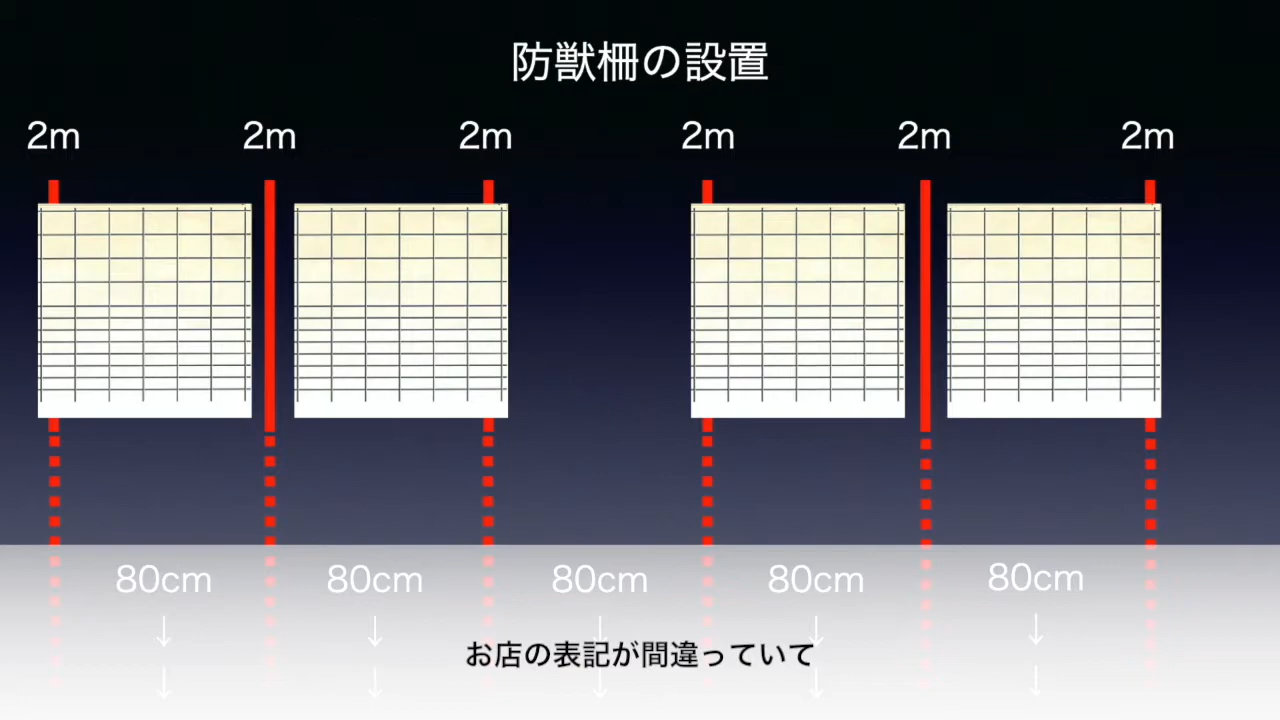 防獣柵の設置
2m 2m 2m 2m 2m 2m
80cm 80cm 80cm 80cm 80cm
↓ ↓ ↓ ↓ ↓
お店の表記が間違っていて
↓ ↓ ↓ ↓ ↓